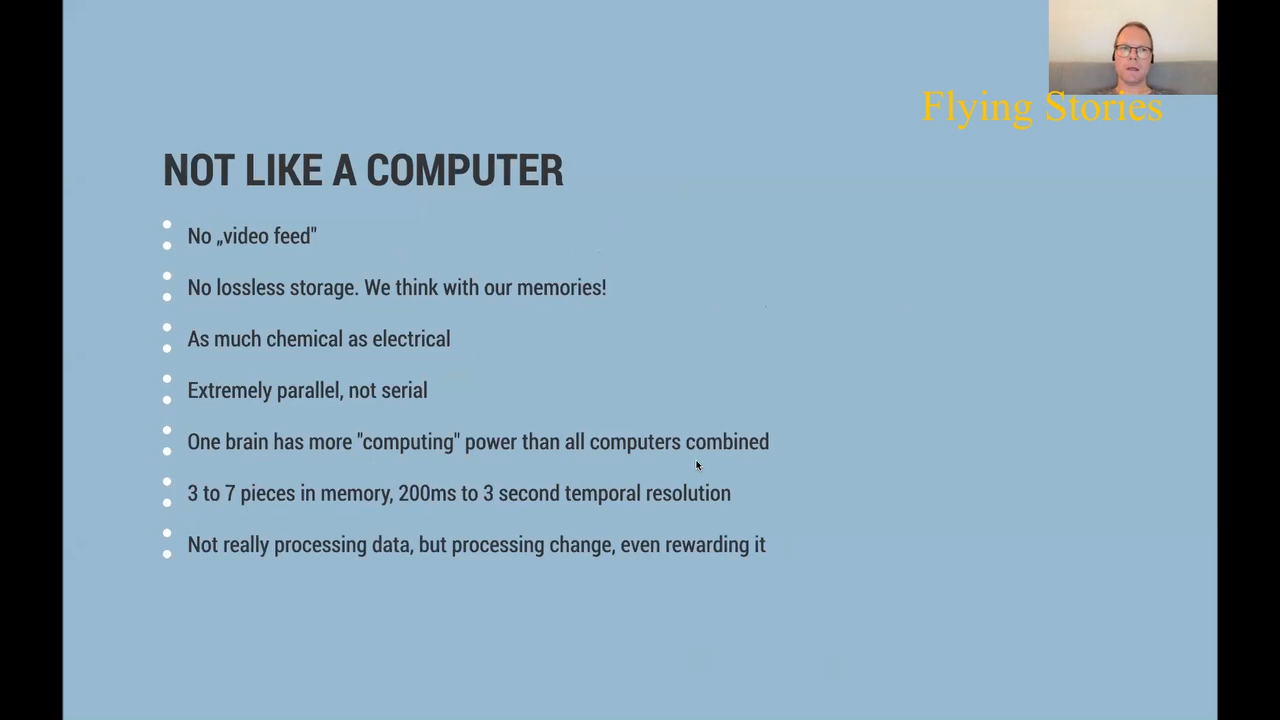 Flying Stories
NOT LIKE A COMPUTER
No „video feed"
No lossless storage. We think with our memories!
As much chemical as electrical
Extremely parallel, not serial
One brain has more "computing" power than all computers combined
3 to 7 pieces in memory, 200ms to 3 second temporal resolution
Not really processing data, but processing change, even rewarding it